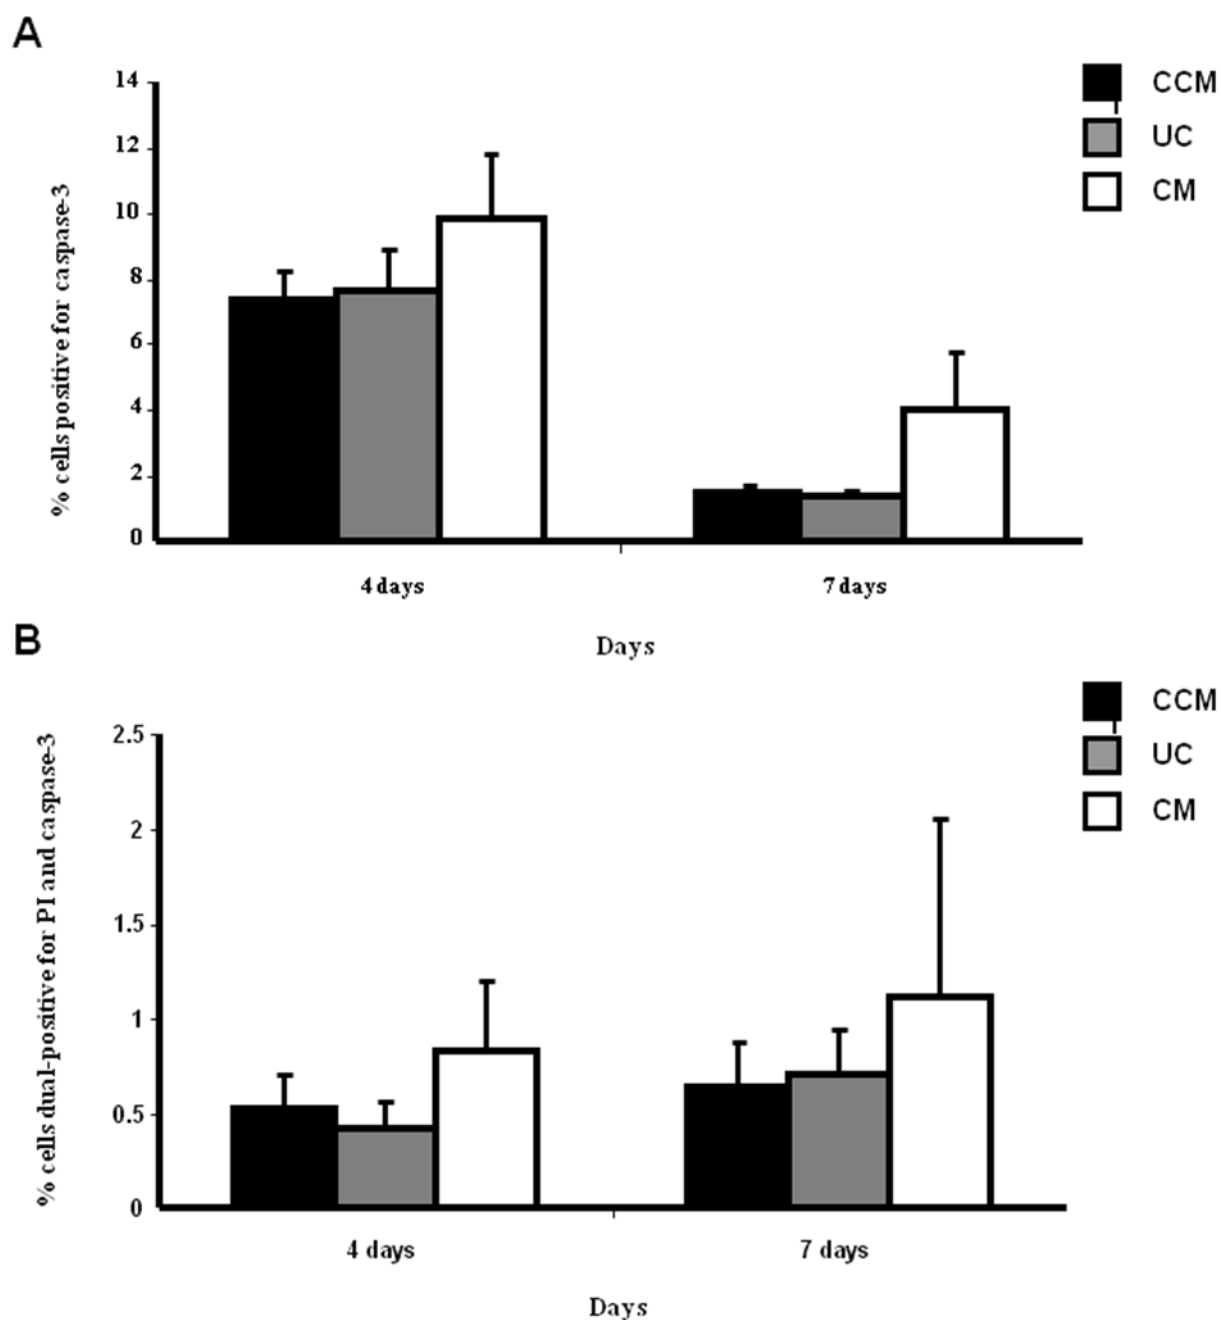 A
14
12
10
8
6
4
2
0
% cells positive for caspase-3
4 days
7 days
Days
CCM
UC
CM
B
2.5
2
1.5
1
0.5
0
% cells dual-positive for PI and caspase-3
4 days
7 days
Days
CCM
UC
CM